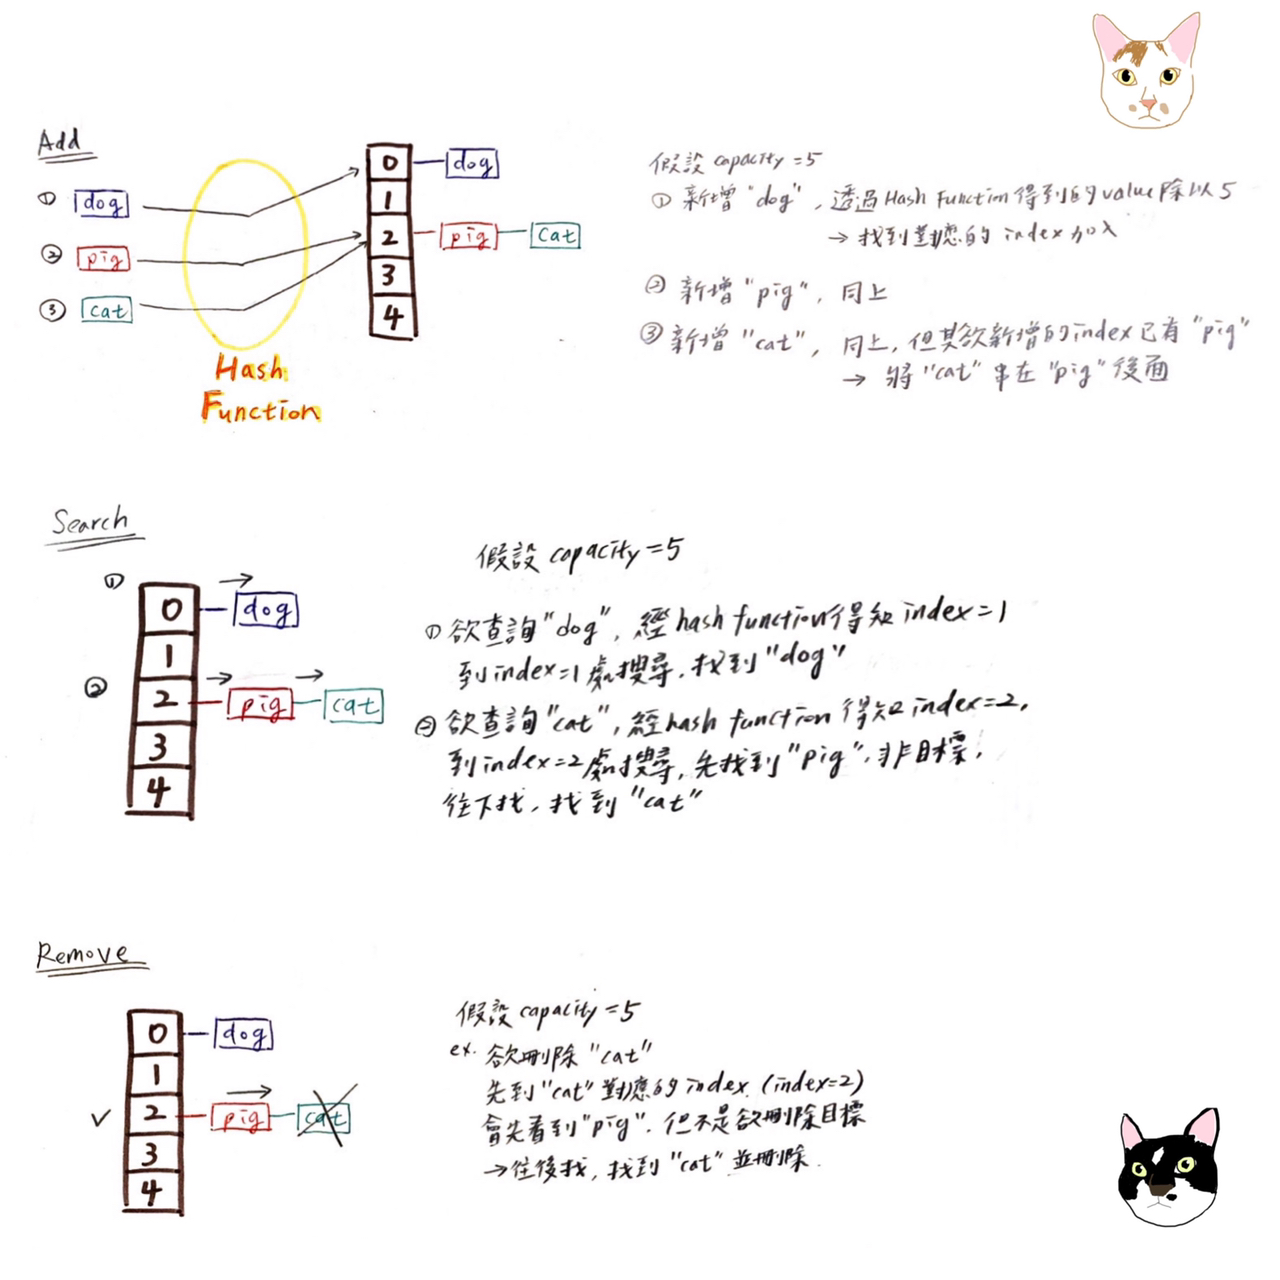 Add
① dog
② pig
③ cat
Hash
Function
0 dog
1
2 pig cat
3
4
假設 capacity = 5
① 新增 "dog", 透過 Hash Function 得到的 value 除以 5
→ 找到對應的 index 加入
② 新增 "pig", 同上
③ 新增 "cat", 同上, 但其欲新增的 index 已有 "pig"
→ 將 "cat" 串在 "pig" 後面
Search
①
0 dog
1
② 2 pig cat
3
4
假設 capacity = 5
① 欲查詢 "dog", 經 hash function 得知 index = 1
到 index = 1 處搜尋, 找到 "dog"
② 欲查詢 "cat", 經 hash function 得知 index = 2,
到 index = 2 處搜尋, 先找到 "pig", 非目標,
往下找, 找到 "cat"
Remove
0 dog
1
2 pig cat
3
4
假設 capacity = 5
ex. 欲刪除 "cat"
先到 "cat" 對應的 index (index=2)
會先看到 "pig", 但不是欲刪除目標
→ 往後找, 找到 "cat" 並刪除.